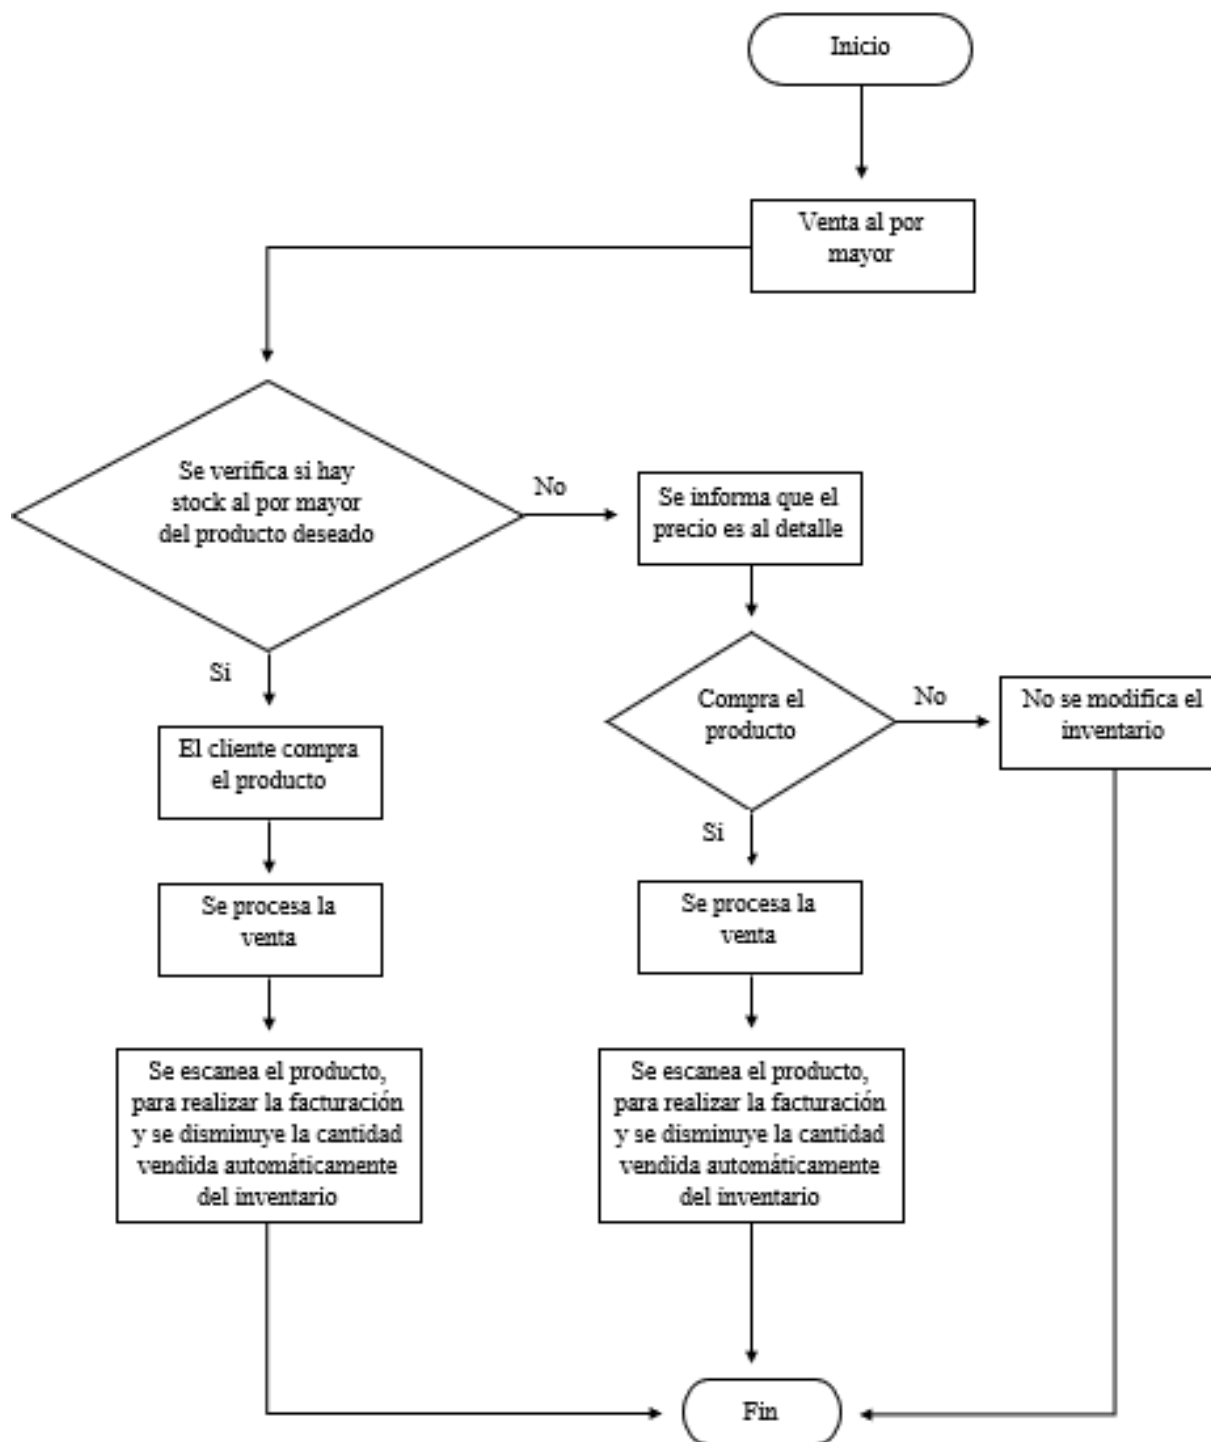 Inicio
Venta al por
mayor
Se verifica si hay
stock al por mayor
del producto deseado
No
Se informa que el
precio es al detalle
Si
Compra el
producto
No
No se modifica el
inventario
El cliente compra
el producto
Si
Se procesa la
venta
Se procesa la
venta
Se escanea el producto,
para realizar la facturación
y se disminuye la cantidad
vendida automáticamente
del inventario
Se escanea el producto,
para realizar la facturación
y se disminuye la cantidad
vendida automáticamente
del inventario
Fin